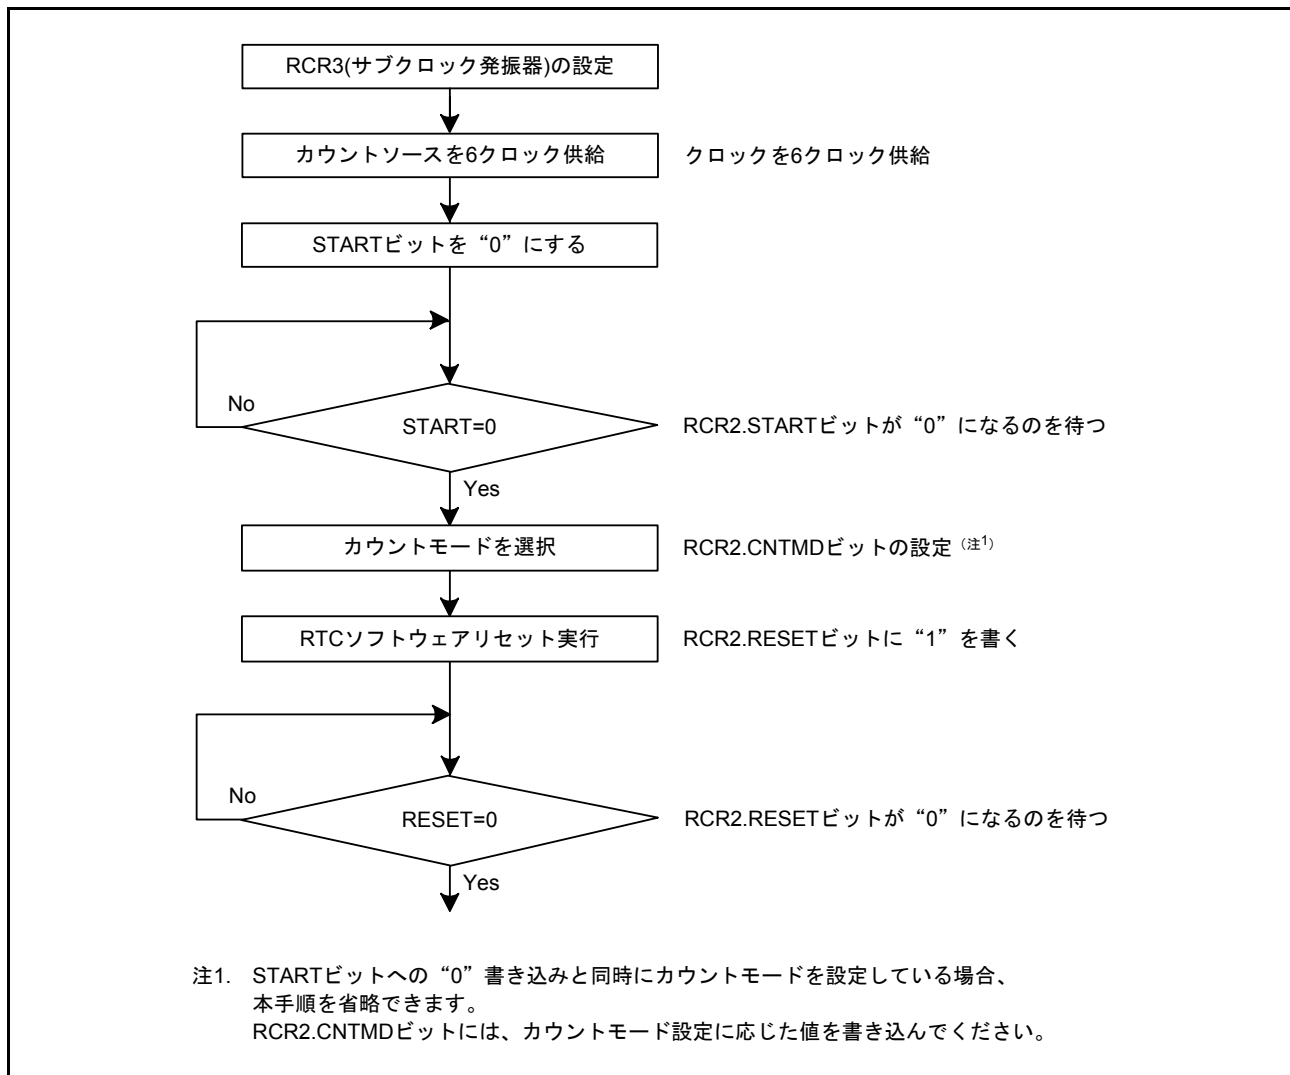 RCR3(サブクロック発振器)の設定
カウントソースを6クロック供給
クロックを6クロック供給
STARTビットを“0”にする
No
START=0
RCR2.STARTビットが“0”になるのを待つ
Yes
カウントモードを選択
RCR2.CNTMDビットの設定(注1)
RTCソフトウェアリセット実行
RCR2.RESETビットに“1”を書く
No
RESET=0
RCR2.RESETビットが“0”になるのを待つ
Yes
注1. STARTビットへの“0”書き込みと同時にカウントモードを設定している場合、
本手順を省略できます。
RCR2.CNTMDビットには、カウントモード設定に応じた値を書き込んでください。